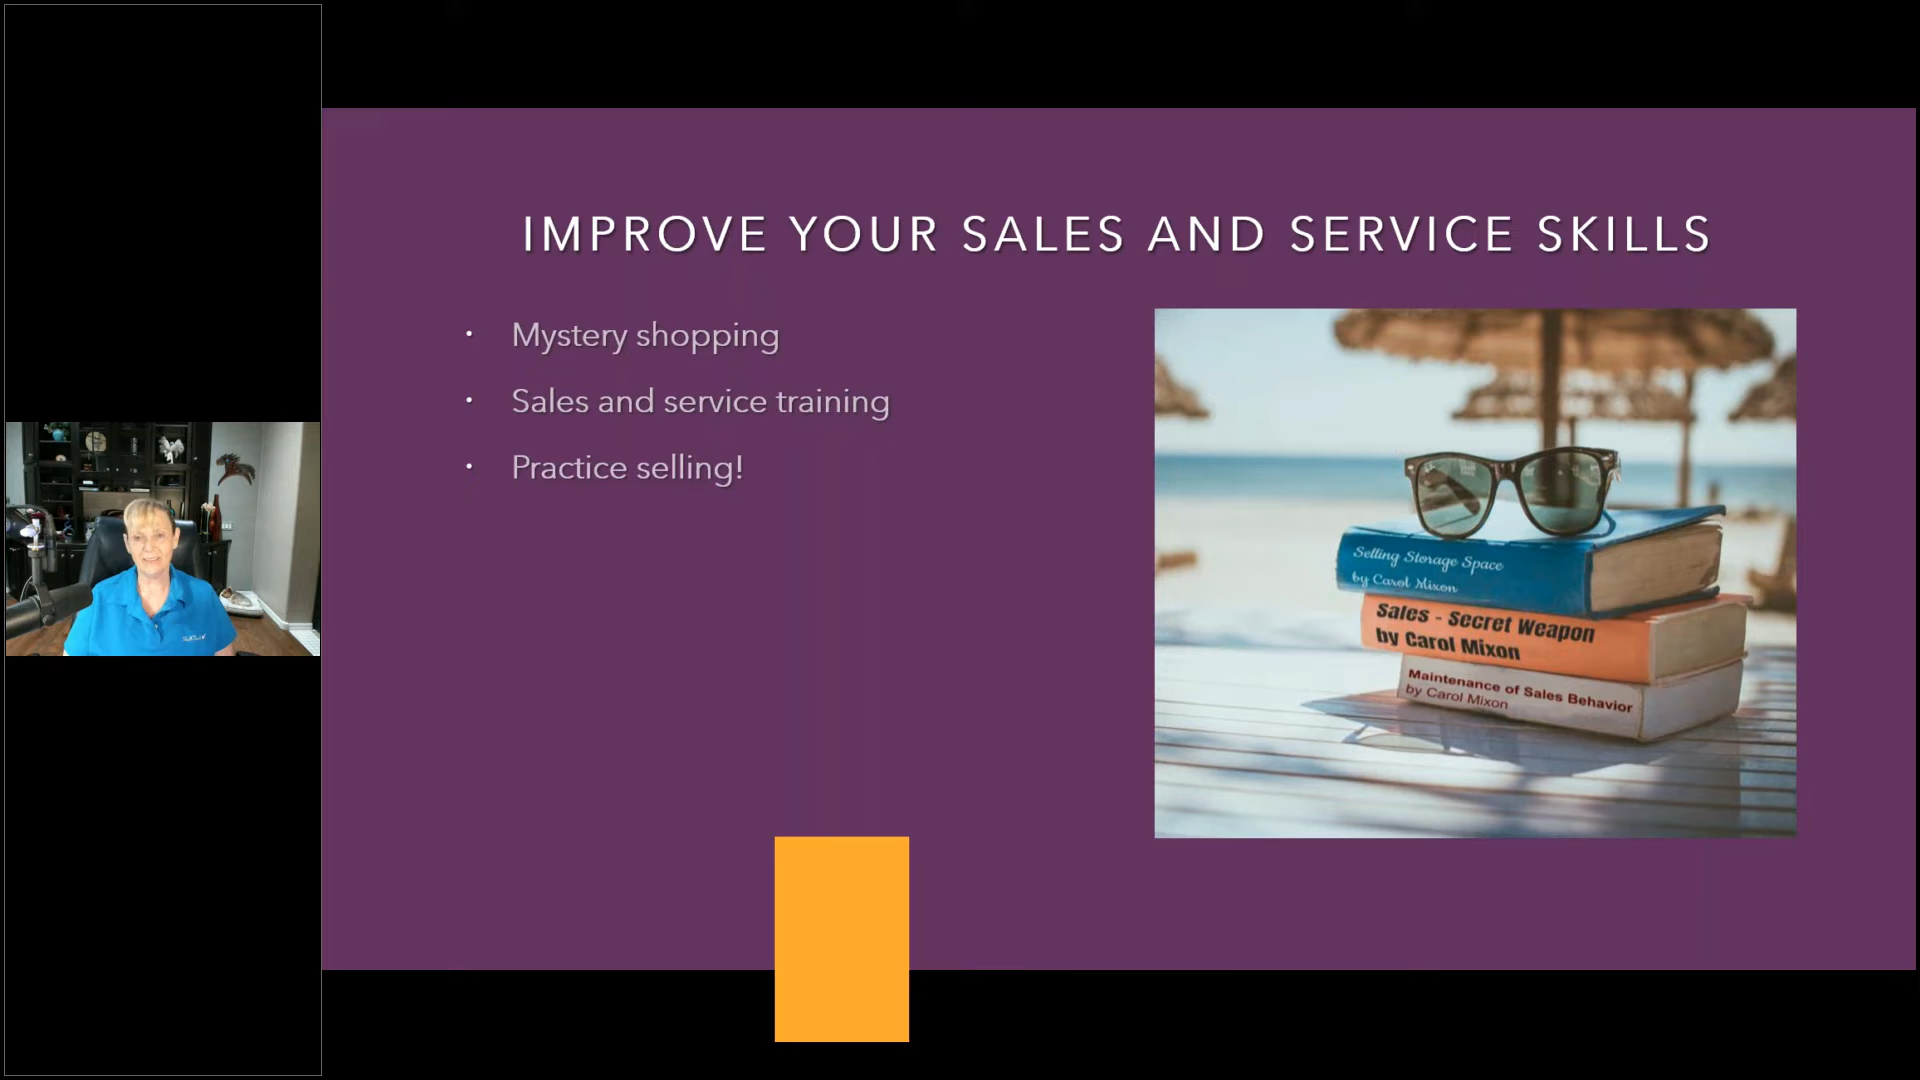 IMPROVE YOUR SALES AND SERVICE SKILLS
Mystery shopping
Sales and service training
Practice selling!
Selling Storage Space
by Carol Mixon
Sales - Secret Weapon
by Carol Mixon
Maintenance of Sales Behavior
by Carol Mixon